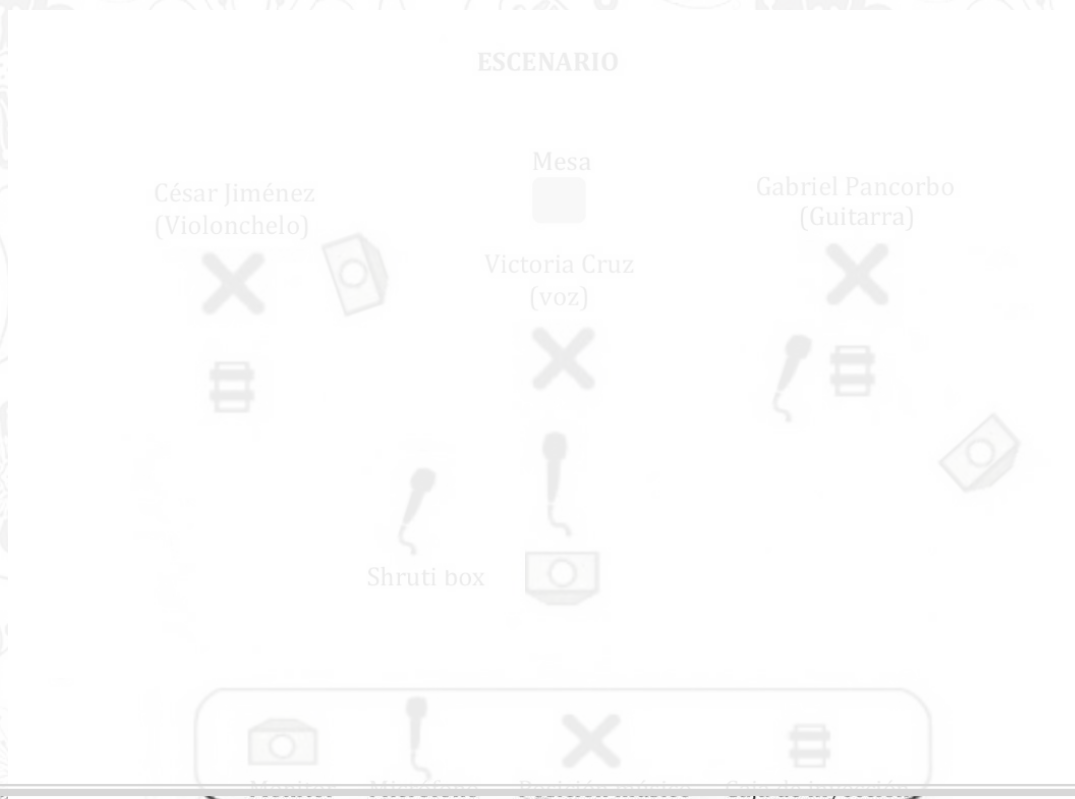 ESCENARIO
Mesa
César Jiménez
(Violonchelo)
Gabriel Pancorbo
(Guitarra)
Victoria Cruz
(voz)
Shruti box